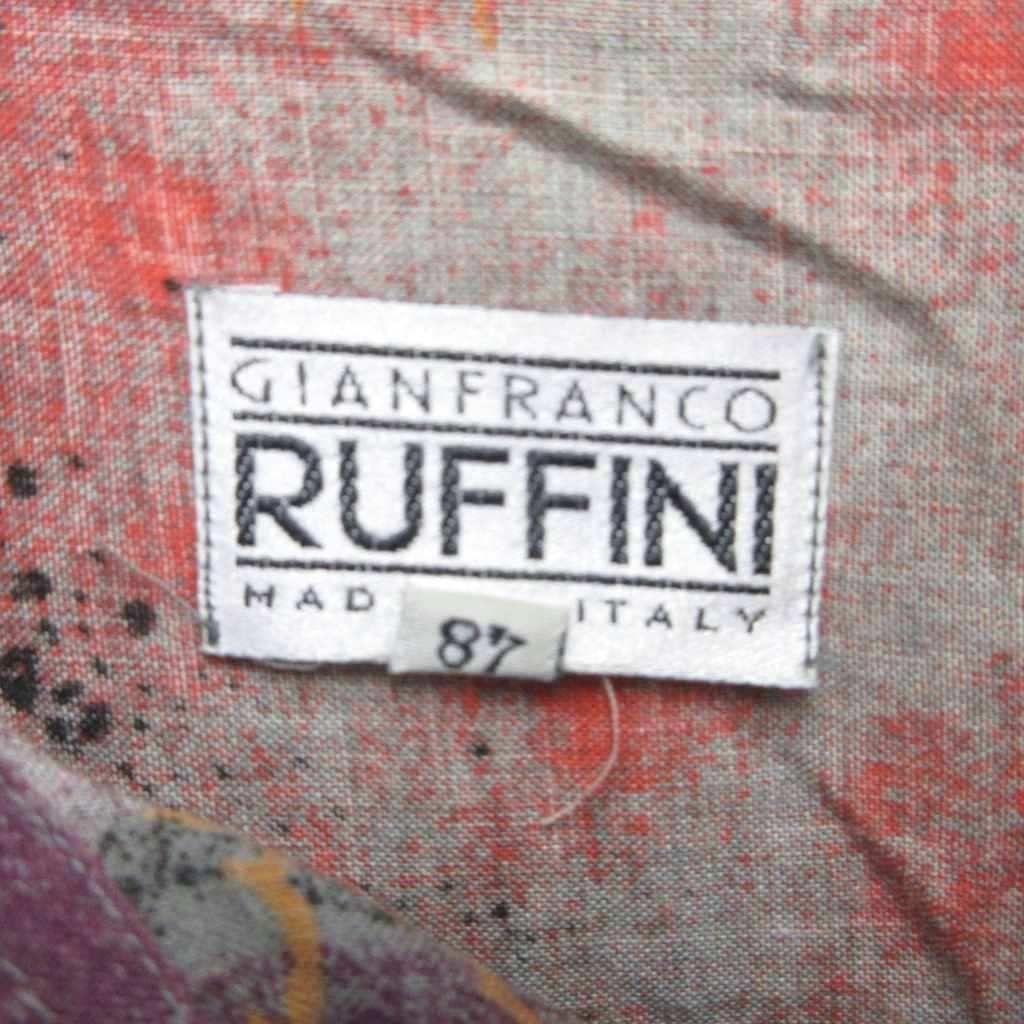 GIANFRANCO
RUFFINI
MAD ITALY
87